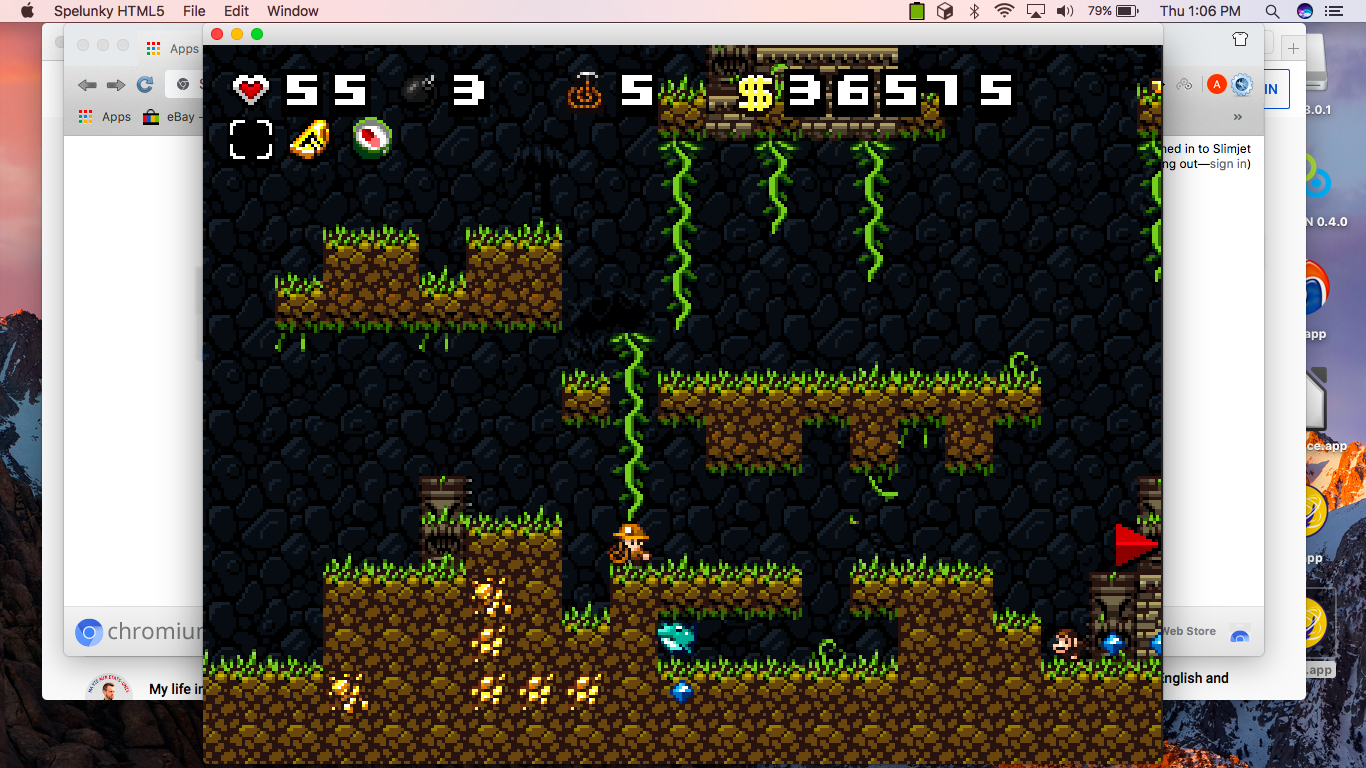 Spelunky HTML5 File Edit Window 79% Thu 1:06 PM
Apps
55 3 5 $36575
A
IN
3.0.1
Apps eBay -
»
ned in to Slimjet
ng out—sign in)
N 0.4.0
app
ce.app
pp
chromium
Web Store
.app
My life in
English and